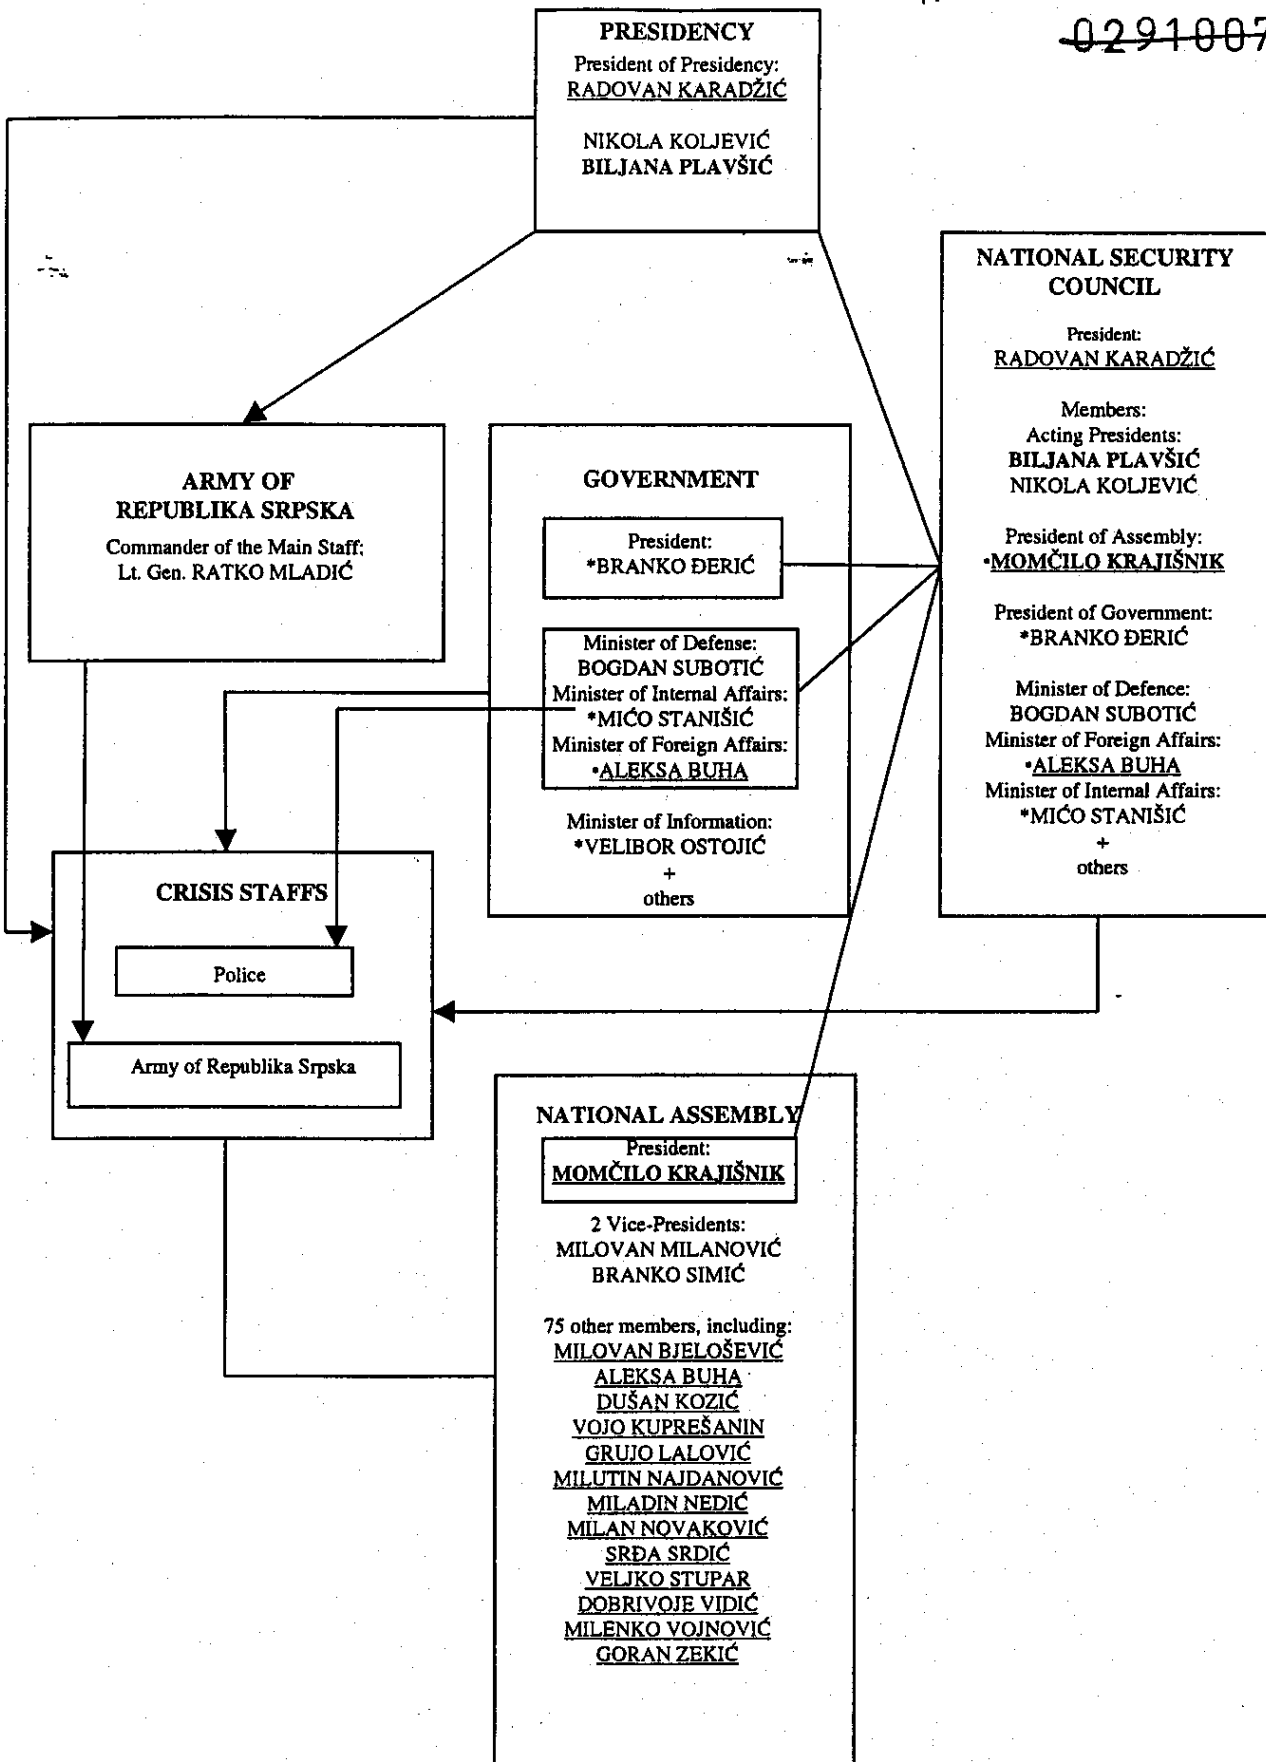 0291007
PRESIDENCY
President of Presidency:
RADOVAN KARADŽIĆ
NIKOLA KOLJEVIĆ
BILJANA PLAVŠIĆ
NATIONAL SECURITY
COUNCIL
President:
RADOVAN KARADŽIĆ
Members:
Acting Presidents:
BILJANA PLAVŠIĆ
NIKOLA KOLJEVIĆ
President of Assembly:
•MOMČILO KRAJIŠNIK
President of Government:
*BRANKO ĐERIĆ
Minister of Defence:
BOGDAN SUBOTIĆ
Minister of Foreign Affairs:
•ALEKSA BUHA
Minister of Internal Affairs:
*MIĆO STANIŠIĆ
+
others
ARMY OF
REPUBLIKA SRPSKA
Commander of the Main Staff:
Lt. Gen. RATKO MLADIĆ
GOVERNMENT
President:
*BRANKO ĐERIĆ
Minister of Defense:
BOGDAN SUBOTIĆ
Minister of Internal Affairs:
*MIĆO STANIŠIĆ
Minister of Foreign Affairs:
•ALEKSA BUHA
Minister of Information:
*VELIBOR OSTOJIĆ
+
others
CRISIS STAFFS
Police
Army of Republika Srpska
NATIONAL ASSEMBLY
President:
MOMČILO KRAJIŠNIK
2 Vice-Presidents:
MILOVAN MILANOVIĆ
BRANKO SIMIĆ
75 other members, including:
MILOVAN BJELOŠEVIĆ
ALEKSA BUHA
DUŠAN KOZIĆ
VOJO KUPREŠANIN
GRUJO LALOVIĆ
MILUTIN NAJDANOVIĆ
MILADIN NEDIĆ
MILAN NOVAKOVIĆ
SRĐA SRDIĆ
VELJKO STUPAR
DOBRIVOJE VIDIĆ
MILENKO VOJNOVIĆ
GORAN ZEKIĆ